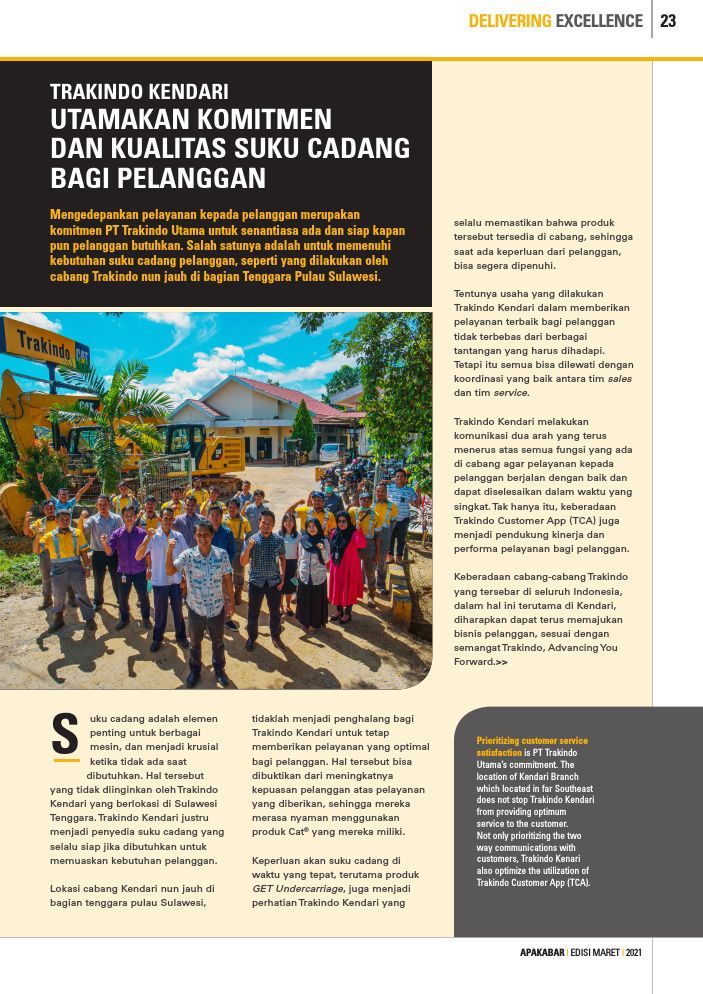 DELIVERING EXCELLENCE 23
TRAKINDO KENDARI
UTAMAKAN KOMITMEN
DAN KUALITAS SUKU CADANG
BAGI PELANGGAN
Mengedepankan pelayanan kepada pelanggan merupakan
komitmen PT Trakindo Utama untuk senantiasa ada dan siap kapan
pun pelanggan butuhkan. Salah satunya adalah untuk memenuhi
kebutuhan suku cadang pelanggan, seperti yang dilakukan oleh
cabang Trakindo nun jauh di bagian Tenggara Pulau Sulawesi.
Trakindo CAT
Suku cadang adalah elemen
penting untuk berbagai
mesin, dan menjadi krusial
ketika tidak ada saat
dibutuhkan. Hal tersebut
yang tidak diinginkan oleh Trakindo
Kendari yang berlokasi di Sulawesi
Tenggara. Trakindo Kendari justru
menjadi penyedia suku cadang yang
selalu siap jika dibutuhkan untuk
memuaskan kebutuhan pelanggan.
Lokasi cabang Kendari nun jauh di
bagian tenggara pulau Sulawesi,
tidaklah menjadi penghalang bagi
Trakindo Kendari untuk tetap
memberikan pelayanan yang optimal
bagi pelanggan. Hal tersebut bisa
dibuktikan dari meningkatnya
kepuasan pelanggan atas pelayanan
yang diberikan, sehingga mereka
merasa nyaman menggunakan
produk Cat® yang mereka miliki.
Keperluan akan suku cadang di
waktu yang tepat, terutama produk
GET Undercarriage, juga menjadi
perhatian Trakindo Kendari yang
selalu memastikan bahwa produk
tersebut tersedia di cabang, sehingga
saat ada keperluan dari pelanggan,
bisa segera dipenuhi.
Tentunya usaha yang dilakukan
Trakindo Kendari dalam memberikan
pelayanan terbaik bagi pelanggan
tidak terbebas dari berbagai
tantangan yang harus dihadapi.
Tetapi itu semua bisa dilewati dengan
koordinasi yang baik antara tim sales
dan tim service.
Trakindo Kendari melakukan
komunikasi dua arah yang terus
menerus atas semua fungsi yang ada
di cabang agar pelayanan kepada
pelanggan berjalan dengan baik dan
dapat diselesaikan dalam waktu yang
singkat. Tak hanya itu, keberadaan
Trakindo Customer App (TCA) juga
menjadi pendukung kinerja dan
performa pelayanan bagi pelanggan.
Keberadaan cabang-cabang Trakindo
yang tersebar di seluruh Indonesia,
dalam hal ini terutama di Kendari,
diharapkan dapat terus memajukan
bisnis pelanggan, sesuai dengan
semangat Trakindo, Advancing You
Forward.>>
Prioritizing customer service
satisfaction is PT Trakindo
Utama's commitment. The
location of Kendari Branch
which located in far Southeast
does not stop Trakindo Kendari
from providing optimum
service to the customer.
Not only prioritizing the two
way communications with
customers, Trakindo Kenari
also optimize the utilization of
Trakindo Customer App (TCA).
APAKABAR | EDISI MARET | 2021